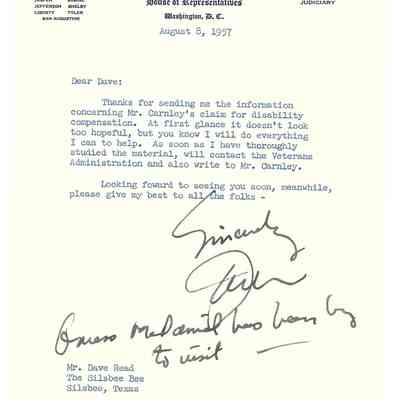 JASPER
JEFFERSON SHELBY
LIBERTY TYLER
SAN AUGUSTINE
House of Representatives
JUDICIARY
Washington, D. C.
August 8, 1957
Dear Dave:
Thanks for sending me the information
concerning Mr. Carnley's claim for disability
compensation. At first glance it doesn't look
too hopeful, but you know I will do everything
I can to help. As soon as I have thoroughly
studied the material, will contact the Veterans
Administration and also write to Mr. Carnley.
Looking foward to seeing you soon, meanwhile,
please give my best to all the folks -
Sincerely
McDaniel has been by
to visit
Mr. Dave Read
The Silsbee Bee
Silsbee, Texas